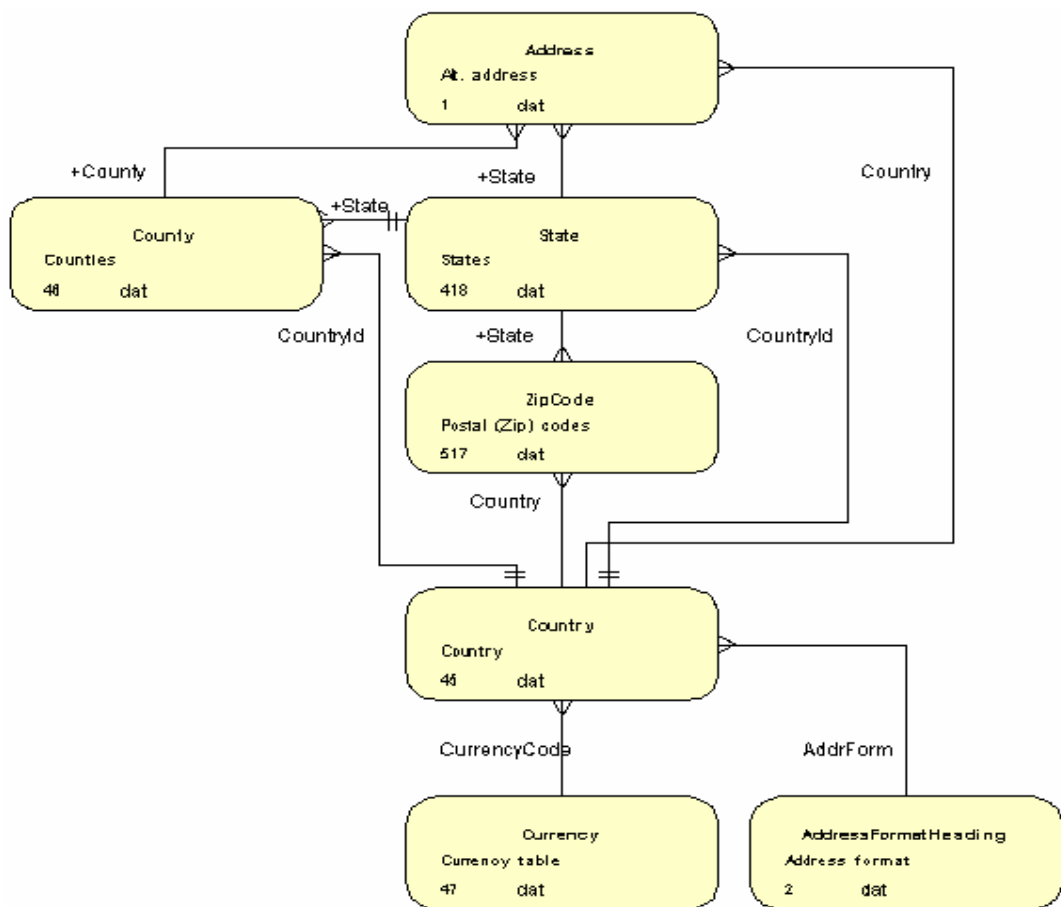 Address
Alt. address
1 dat
+County
+State
Country
+State
County
Counties
46 dat
State
States
418 dat
CountryId
+State
CountryId
ZipCode
Postal (Zip) codes
517 dat
Country
Country
Country
45 dat
CurrencyCode
AddrForm
Currency
Currency table
47 dat
AddressFormatHeading
Address format
2 dat